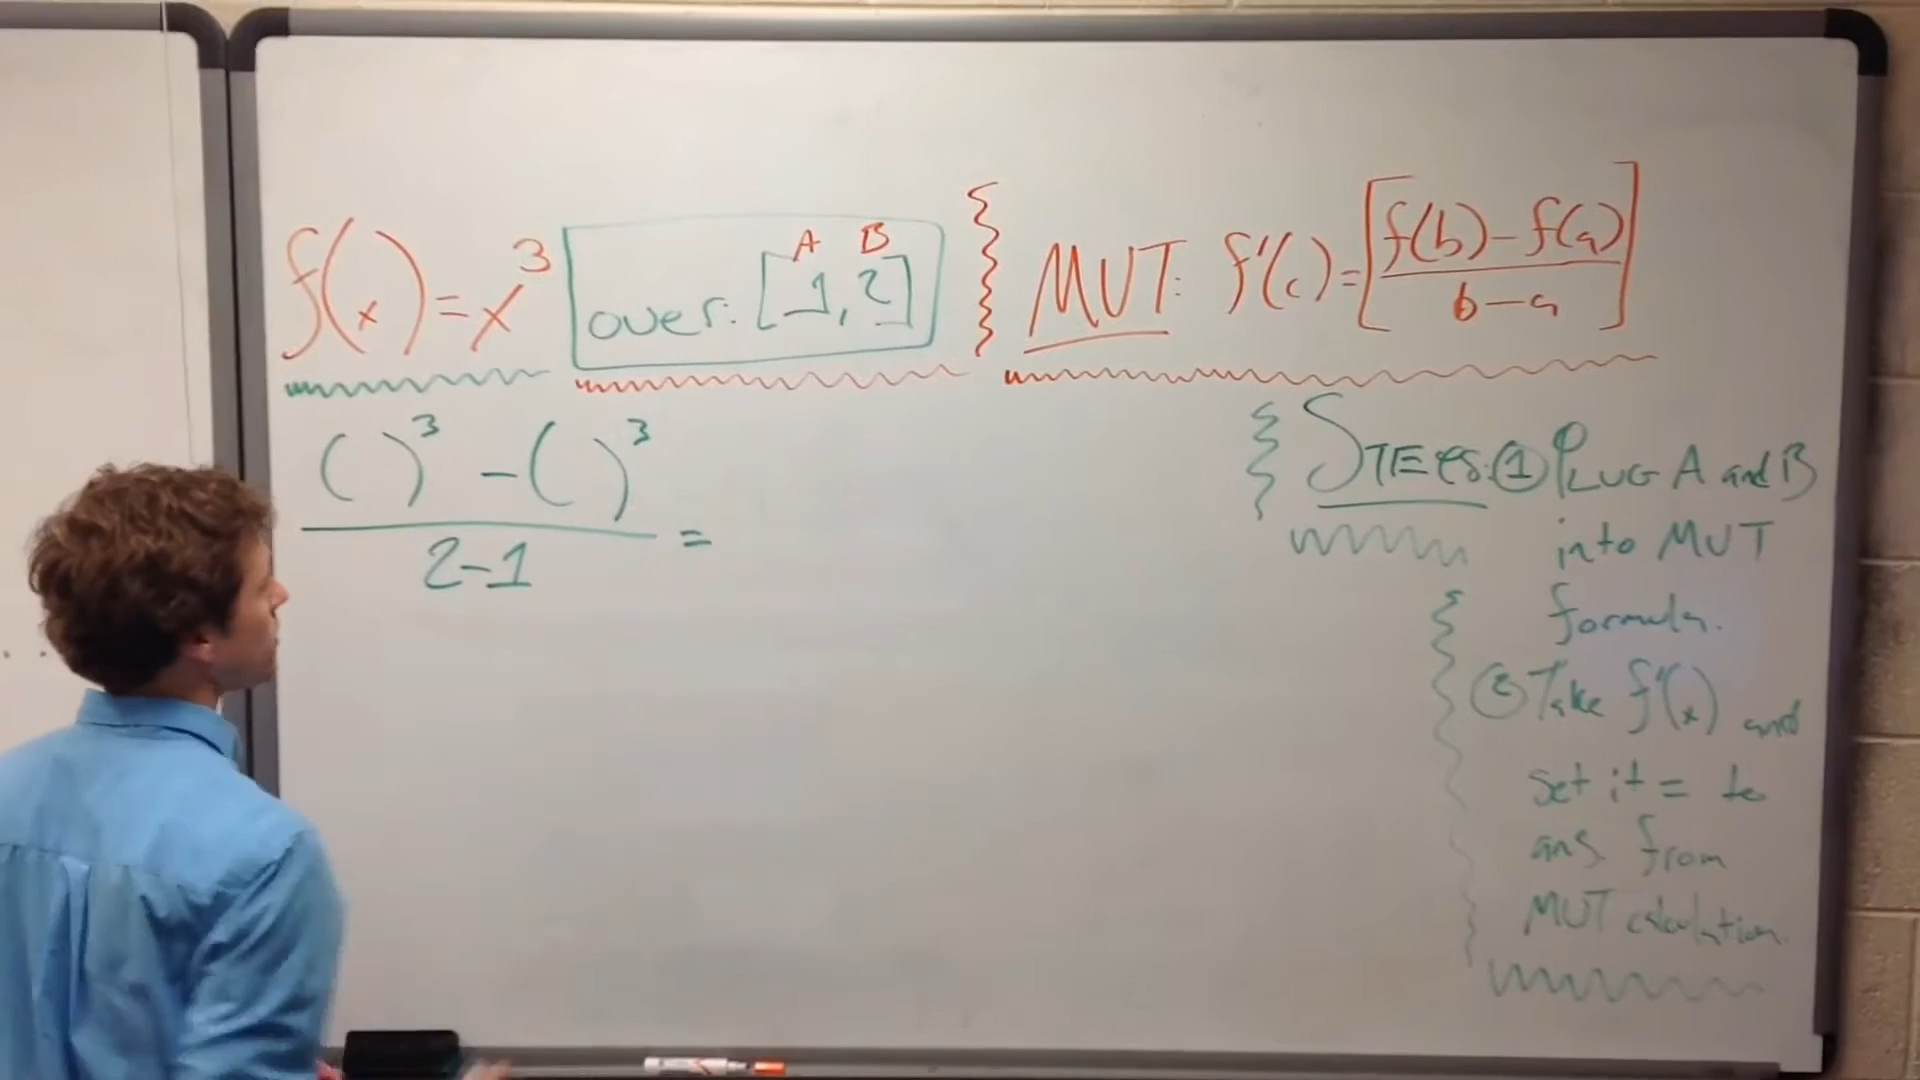 f(x) = x³ over: [1, 2]
A B
MVT: f'(c) = [f(b) - f(a) / b - a]
( )³ - ( )³ / 2-1 =
STEPS: ① PLUG A and B
into MVT
formula.
② Take f'(x) and
set it = to
ans. from
MVT calculation.